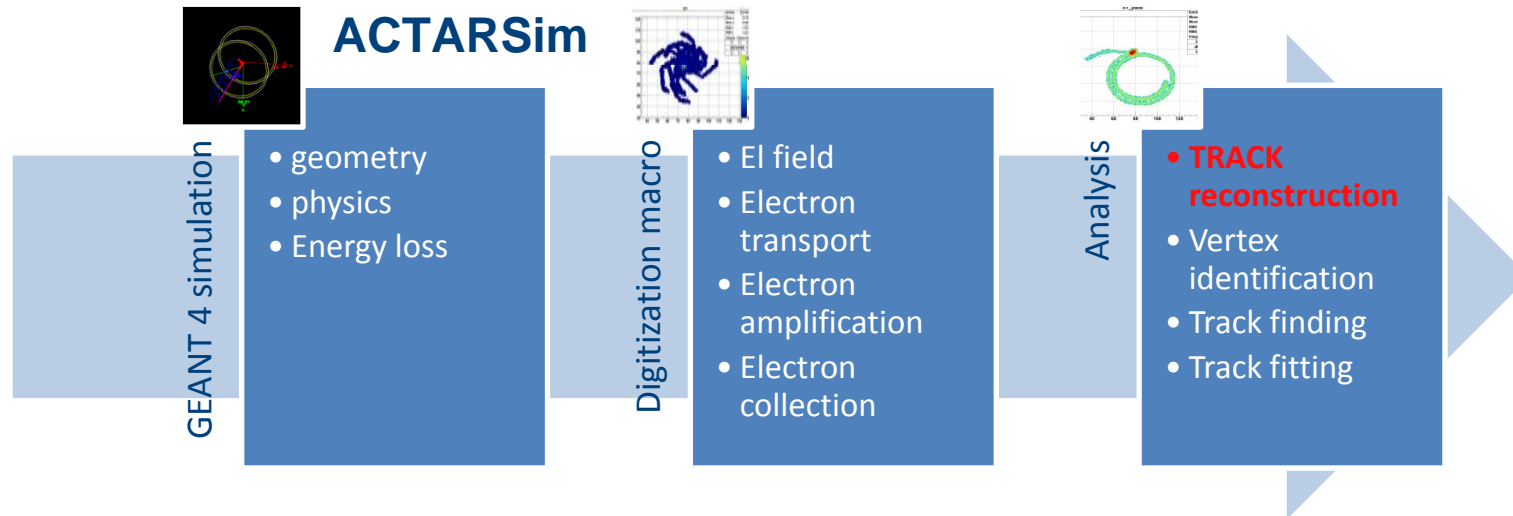 ACTARSim
GEANT 4 simulation
• geometry
• physics
• Energy loss
Digitization macro
• El field
• Electron
transport
• Electron
amplification
• Electron
collection
Analysis
• TRACK
reconstruction
• Vertex
identification
• Track finding
• Track fitting